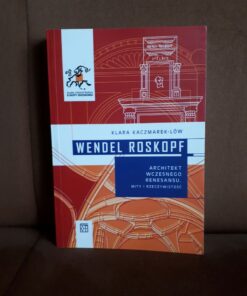 KLARA KACZMAREK-LÖW
WENDEL ROSKOPF
ARCHITEKT
WCZESNEGO
RENESANSU.
MITY I RZECZYWISTOŚĆ